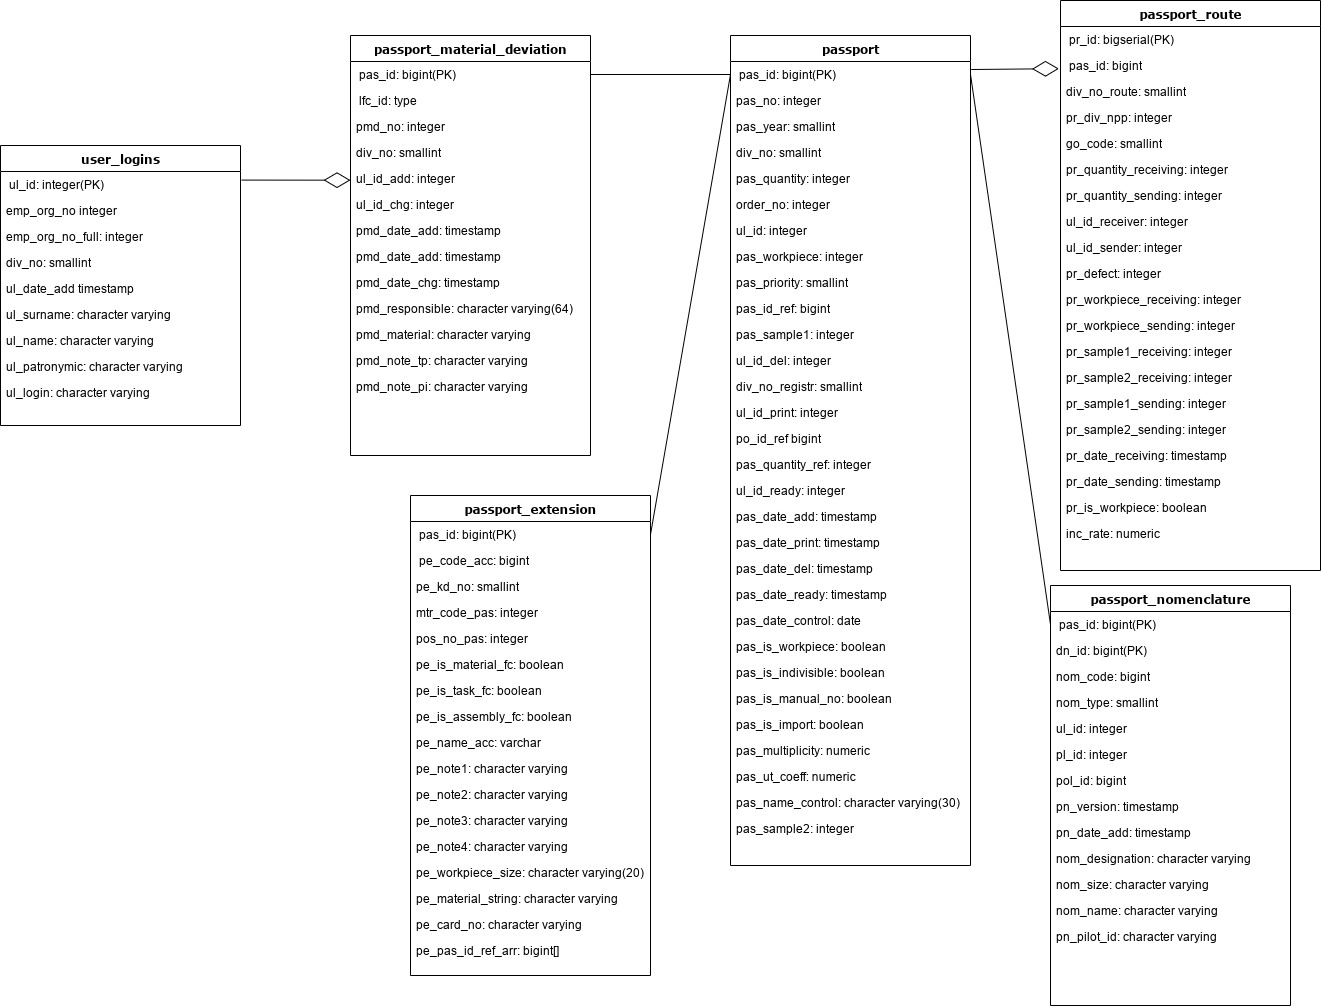 user_logins
ul_id: integer(PK)
emp_org_no integer
emp_org_no_full: integer
div_no: smallint
ul_date_add timestamp
ul_surname: character varying
ul_name: character varying
ul_patronymic: character varying
ul_login: character varying
passport_material_deviation
pas_id: bigint(PK)
lfc_id: type
pmd_no: integer
div_no: smallint
ul_id_add: integer
ul_id_chg: integer
pmd_date_add: timestamp
pmd_date_add: timestamp
pmd_date_chg: timestamp
pmd_responsible: character varying(64)
pmd_material: character varying
pmd_note_tp: character varying
pmd_note_pi: character varying
passport_extension
pas_id: bigint(PK)
pe_code_acc: bigint
pe_kd_no: smallint
mtr_code_pas: integer
pos_no_pas: integer
pe_is_material_fc: boolean
pe_is_task_fc: boolean
pe_is_assembly_fc: boolean
pe_name_acc: varchar
pe_note1: character varying
pe_note2: character varying
pe_note3: character varying
pe_note4: character varying
pe_workpiece_size: character varying(20)
pe_material_string: character varying
pe_card_no: character varying
pe_pas_id_ref_arr: bigint[]
passport
pas_id: bigint(PK)
pas_no: integer
pas_year: smallint
div_no: smallint
pas_quantity: integer
order_no: integer
ul_id: integer
pas_workpiece: integer
pas_priority: smallint
pas_id_ref: bigint
pas_sample1: integer
ul_id_del: integer
div_no_registr: smallint
ul_id_print: integer
po_id_ref bigint
pas_quantity_ref: integer
ul_id_ready: integer
pas_date_add: timestamp
pas_date_print: timestamp
pas_date_del: timestamp
pas_date_ready: timestamp
pas_date_control: date
pas_is_workpiece: boolean
pas_is_indivisible: boolean
pas_is_manual_no: boolean
pas_is_import: boolean
pas_multiplicity: numeric
pas_ut_coeff: numeric
pas_name_control: character varying(30)
pas_sample2: integer
passport_route
pr_id: bigserial(PK)
pas_id: bigint
div_no_route: smallint
pr_div_npp: integer
go_code: smallint
pr_quantity_receiving: integer
pr_quantity_sending: integer
ul_id_receiver: integer
ul_id_sender: integer
pr_defect: integer
pr_workpiece_receiving: integer
pr_workpiece_sending: integer
pr_sample1_receiving: integer
pr_sample2_receiving: integer
pr_sample1_sending: integer
pr_sample2_sending: integer
pr_date_receiving: timestamp
pr_date_sending: timestamp
pr_is_workpiece: boolean
inc_rate: numeric
passport_nomenclature
pas_id: bigint(PK)
dn_id: bigint(PK)
nom_code: bigint
nom_type: smallint
ul_id: integer
pl_id: integer
pol_id: bigint
pn_version: timestamp
pn_date_add: timestamp
nom_designation: character varying
nom_size: character varying
nom_name: character varying
pn_pilot_id: character varying